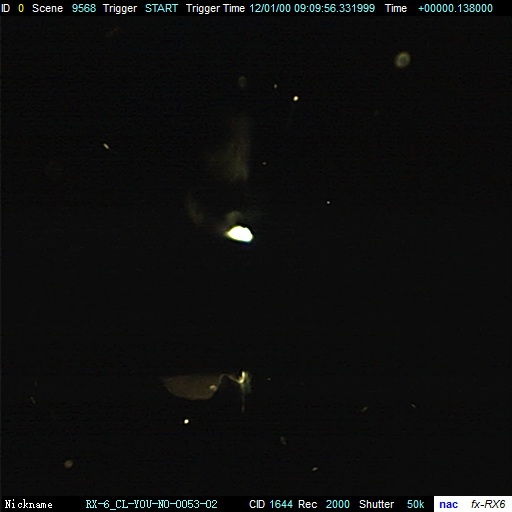 ID 0 Scene 9568 Trigger START Trigger Time 12/01/00 09:09:56.331999 Time +00000.138000
Nickname RX-6_CL-YOU-NO-0053-02 CID 1644 Rec 2000 Shutter 50k nac fx-RX6